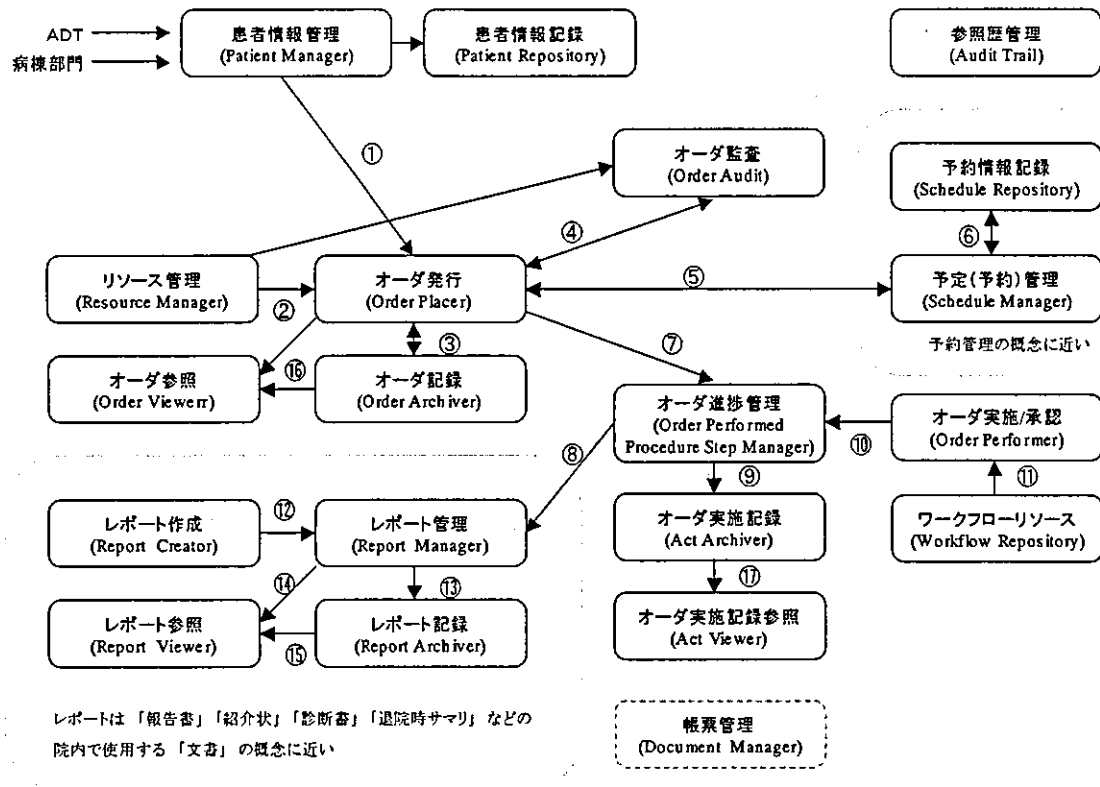 ADT
病棟部門
患者情報管理
(Patient Manager)
患者情報記録
(Patient Repository)
参照歴管理
(Audit Trail)
①
オーダ監査
(Order Audit)
予約情報記録
(Schedule Repository)
④
⑥
リソース管理
(Resource Manager)
②
オーダ発行
(Order Placer)
⑤
予定(予約)管理
(Schedule Manager)
予約管理の概念に近い
③
⑦
オーダ参照
(Order Viewerr)
⑯
オーダ記録
(Order Archiver)
オーダ進捗管理
(Order Performed
Procedure Step Manager)
⑩
オーダ実施/承認
(Order Performer)
⑧
⑨
⑪
レポート作成
(Report Creator)
⑫
レポート管理
(Report Manager)
オーダ実施記録
(Act Archiver)
ワークフローリソース
(Workflow Repository)
⑭
⑬
⑰
レポート参照
(Report Viewer)
⑮
レポート記録
(Report Archiver)
オーダ実施記録参照
(Act Viewer)
レポートは「報告書」「紹介状」「診断書」「退院時サマリ」などの
院内で使用する「文書」の概念に近い
帳票管理
(Document Manager)